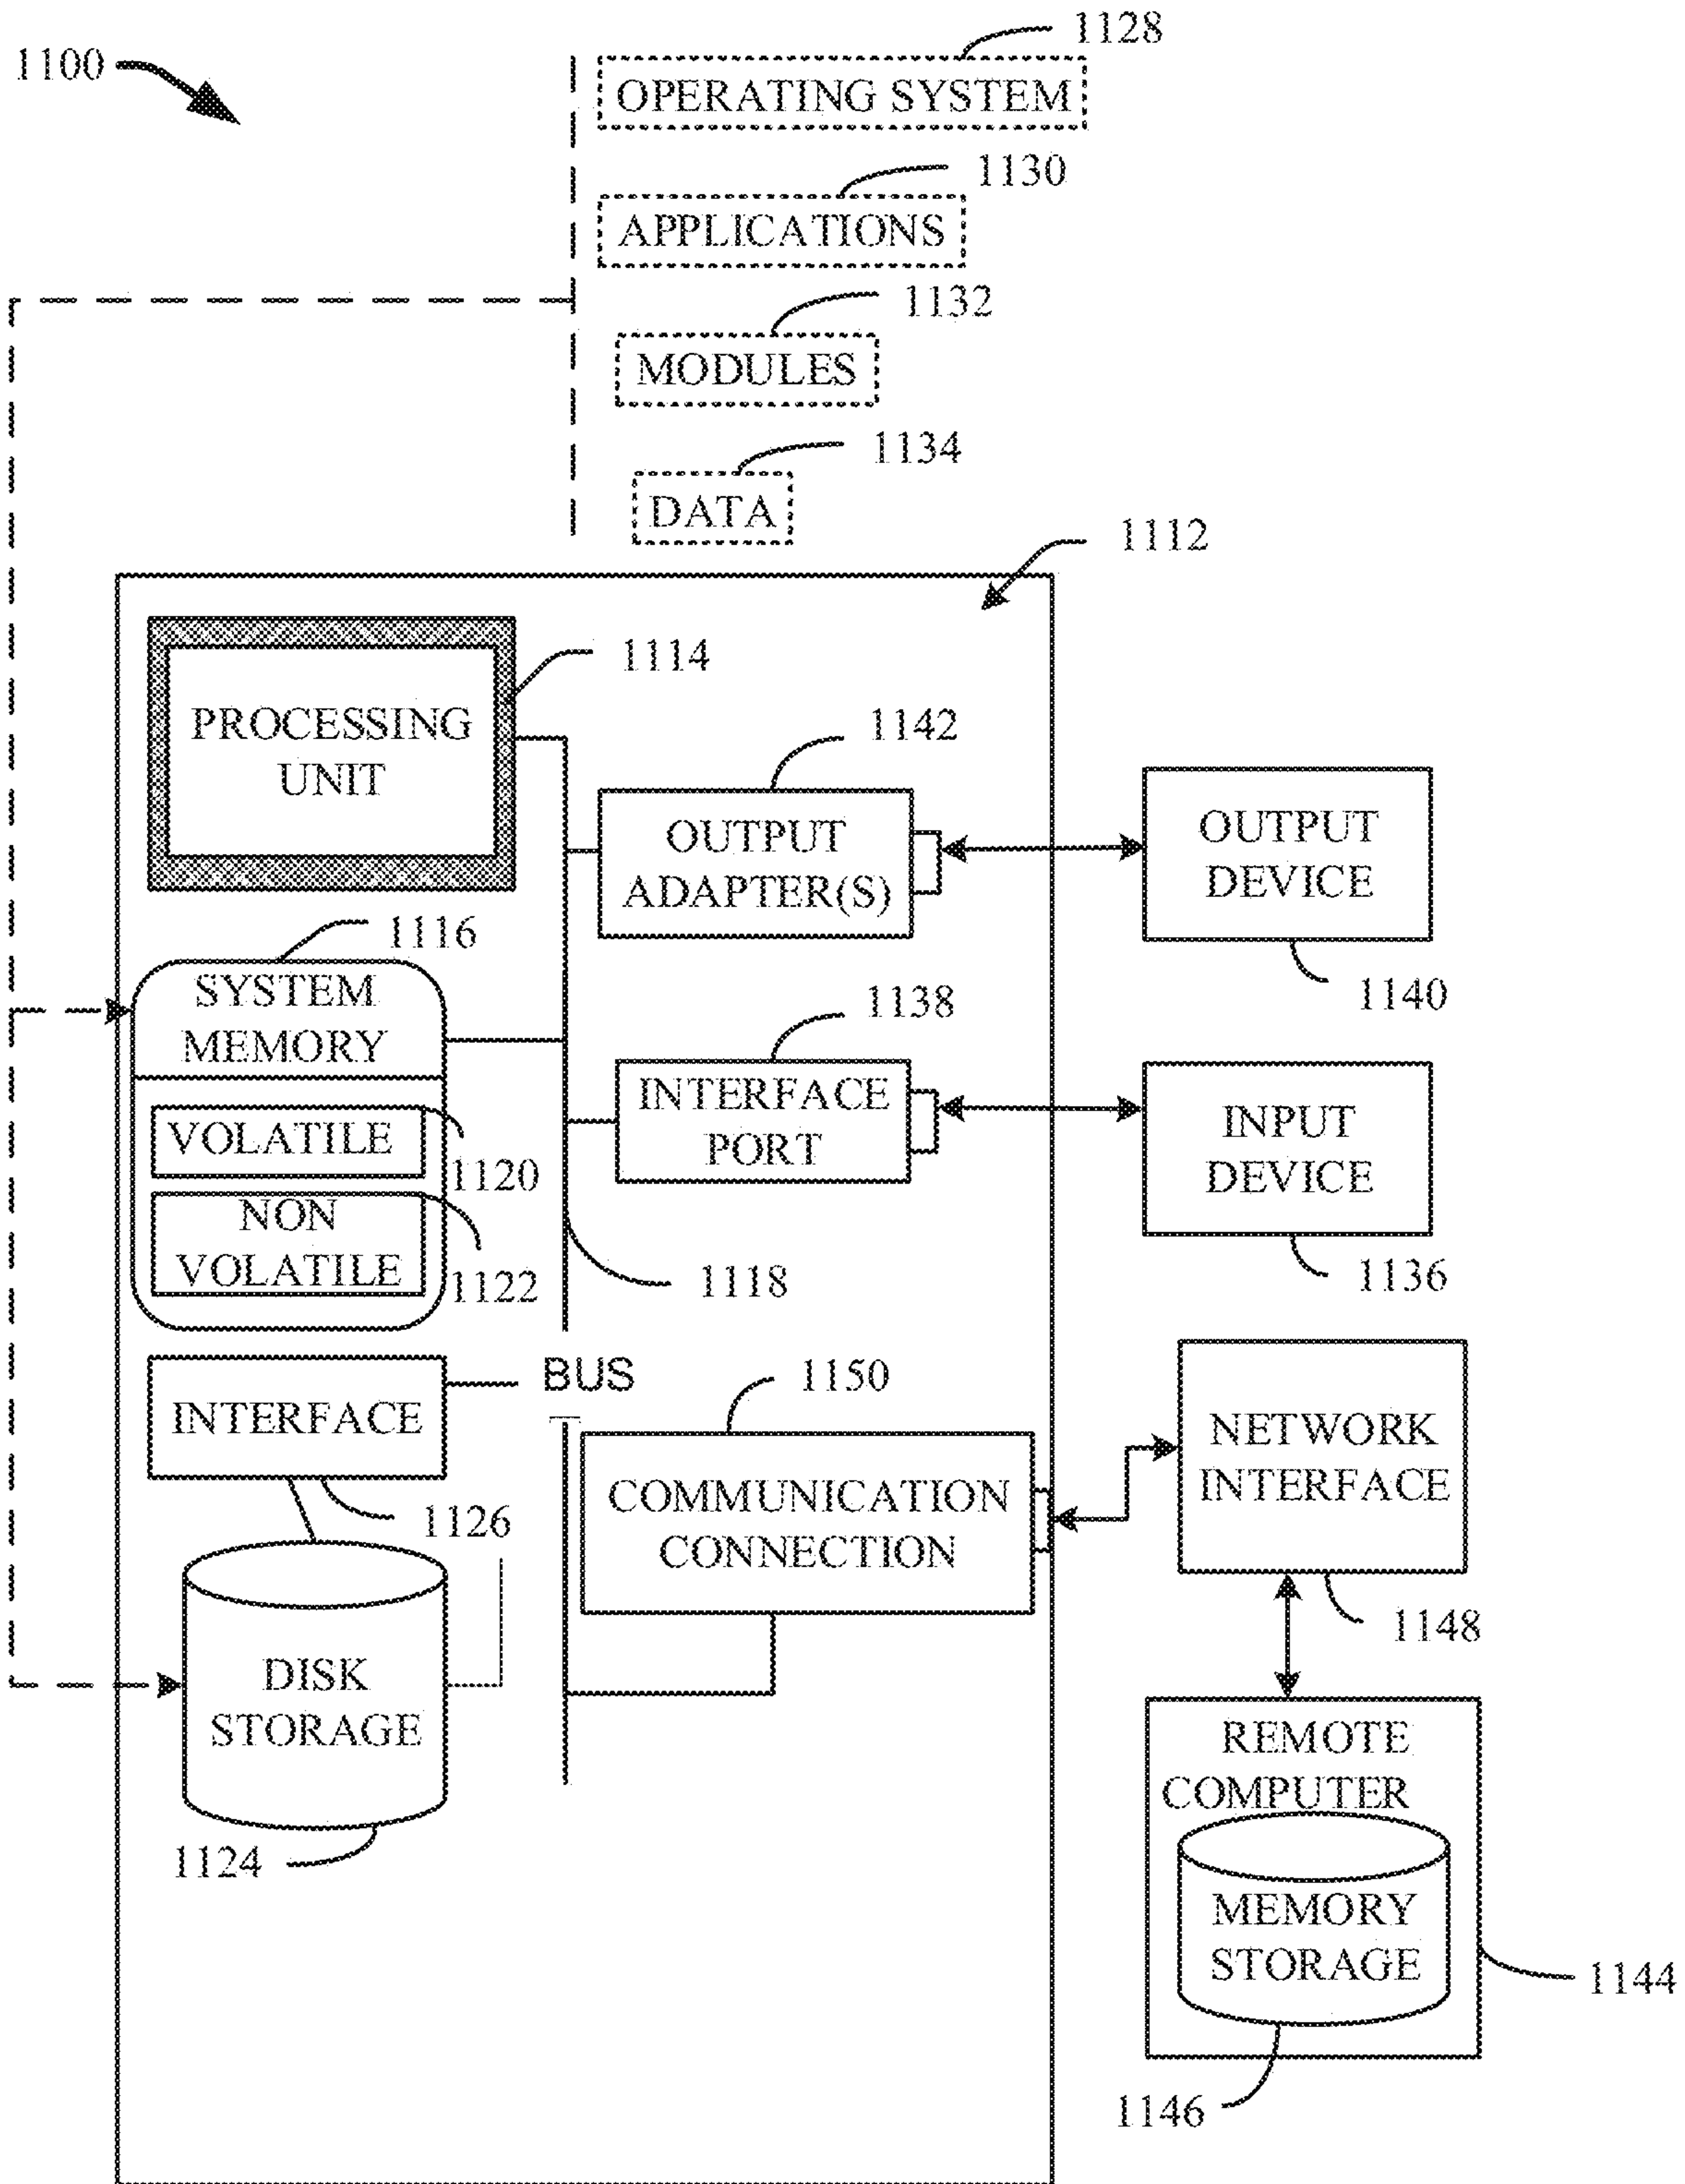 1128
1100
OPERATING SYSTEM
1130
APPLICATIONS
1132
MODULES
1134
DATA
1112
1114
PROCESSING
UNIT
1142
OUTPUT
ADAPTER(S)
OUTPUT
DEVICE
1140
1116
SYSTEM
MEMORY
VOLATILE
1120
NON
VOLATILE
1122
1138
INTERFACE
PORT
INPUT
DEVICE
1136
1118
BUS
INTERFACE
1126
1150
COMMUNICATION
CONNECTION
NETWORK
INTERFACE
1148
DISK
STORAGE
1124
REMOTE
COMPUTER
MEMORY
STORAGE
1144
1146